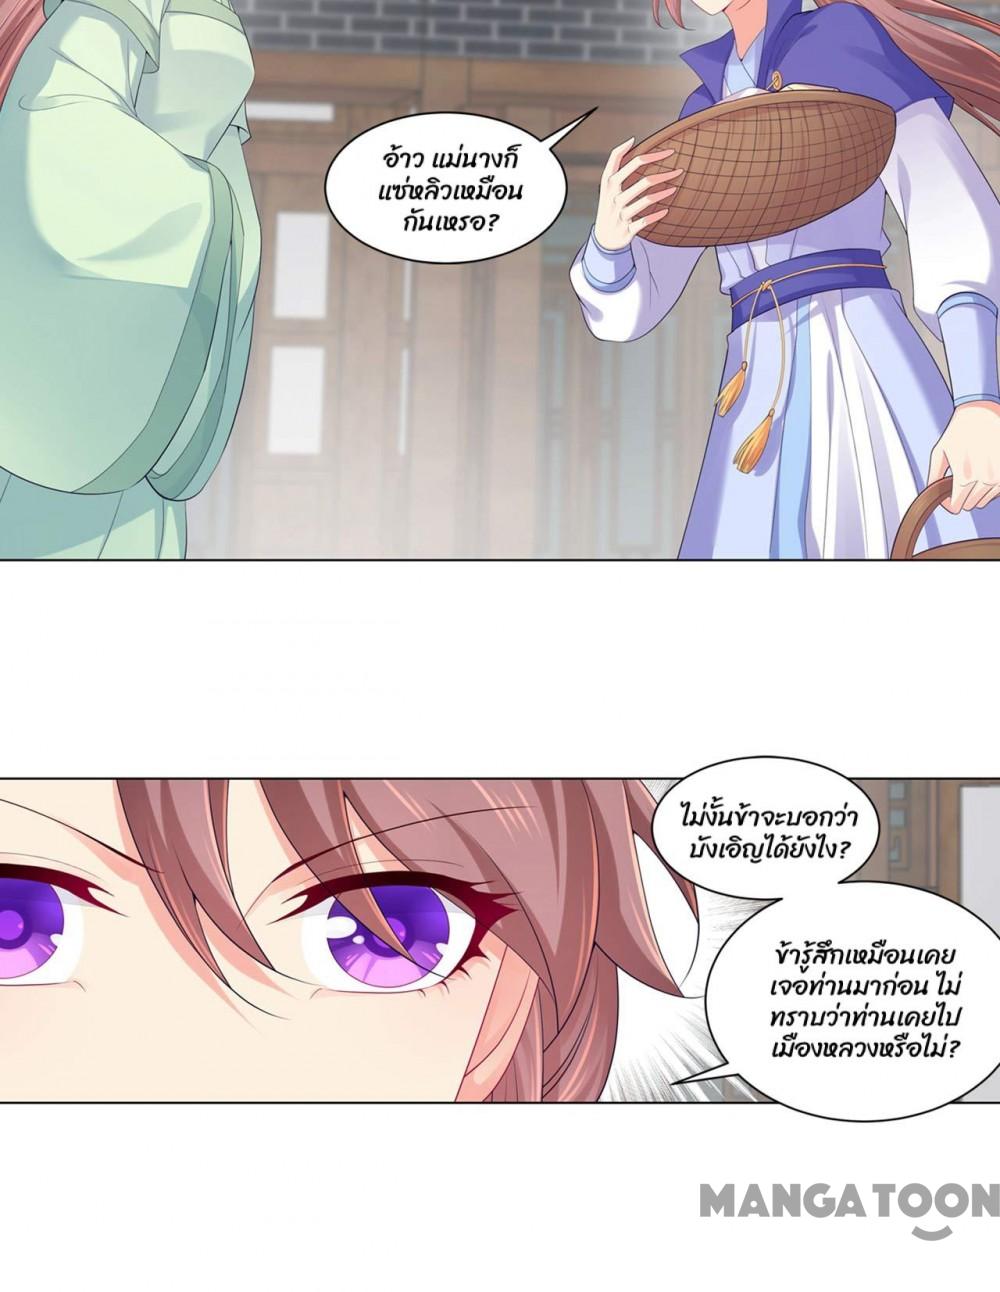 อ้าว แม่นางก็
แซ่หลิวเหมือน
กันเหรอ?
ไม่งั้นข้าจะบอกว่า
บังเอิญได้ยังไง?
ข้ารู้สึกเหมือนเคย
เจอท่านมาก่อน ไม่
ทราบว่าท่านเคยไป
เมืองหลวงหรือไม่?
MANGA TOON